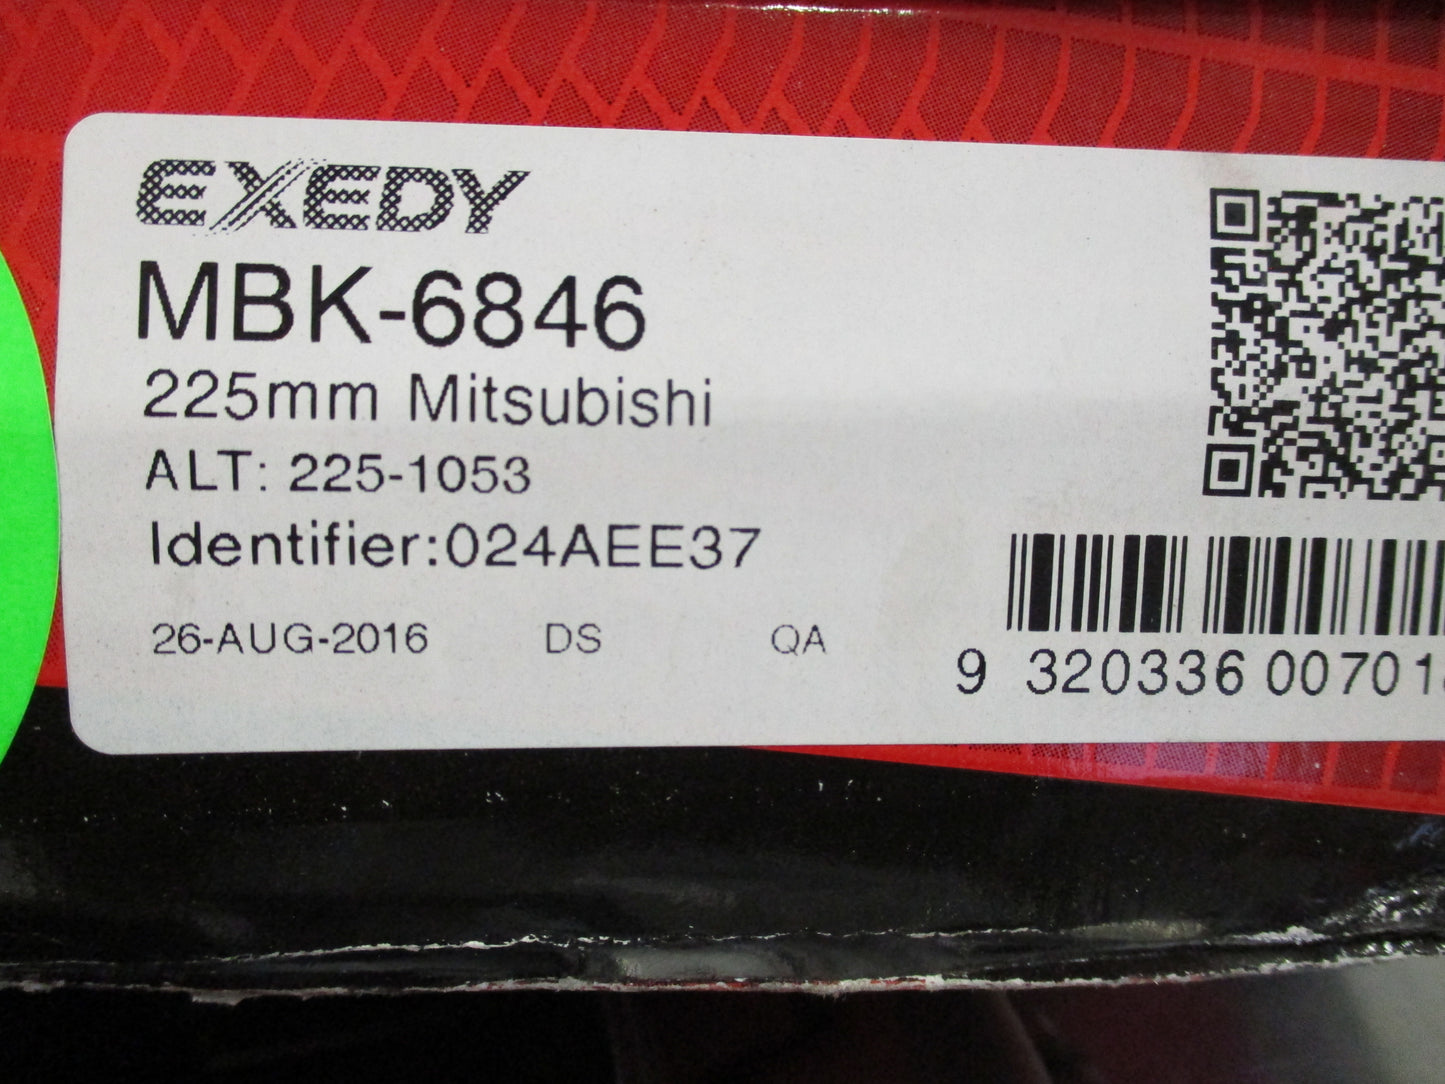 EXEDY
MBK-6846
225mm Mitsubishi
ALT: 225-1053
Identifier:024AEE37
26-AUG-2016 DS QA
9 320336 00701